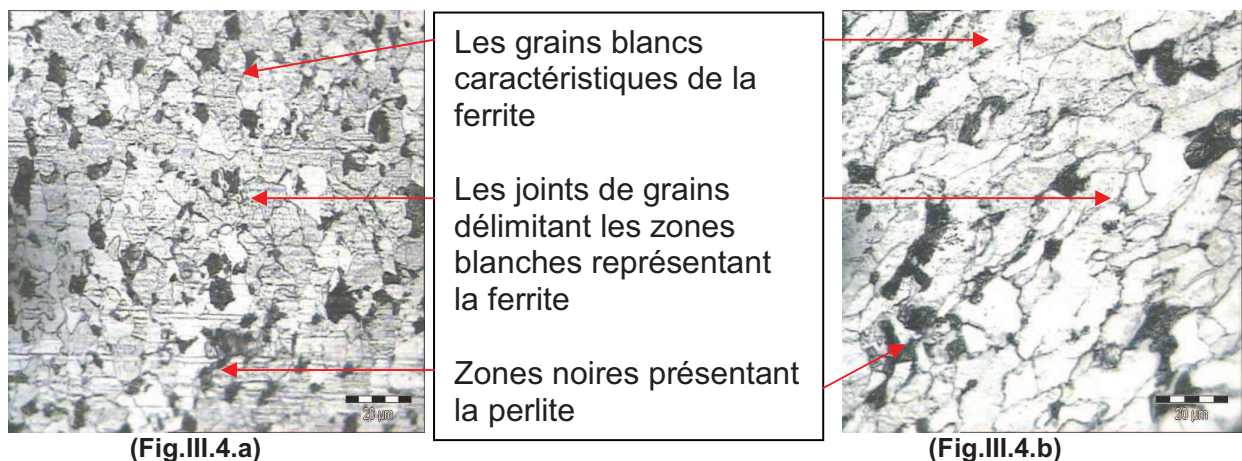 Les grains blancs
caractéristiques de la
ferrite
Les joints de grains
délimitant les zones
blanches représentant
la ferrite
Zones noires présentant
la perlite
20 µm
20 µm
(Fig.III.4.a)
(Fig.III.4.b)